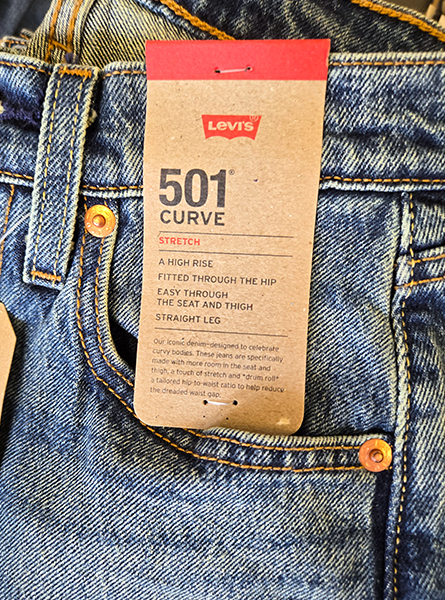 LEVI'S
501®
CURVE
STRETCH
A HIGH RISE
FITTED THROUGH THE HIP
EASY THROUGH
THE SEAT AND THIGH
STRAIGHT LEG
Our iconic denim–designed to celebrate
curvy bodies. These jeans are specifically
made with more room in the seat and
thigh, a touch of stretch and *drum roll*
a tailored hip-to-waist ratio to help reduce
the dreaded waist gap.